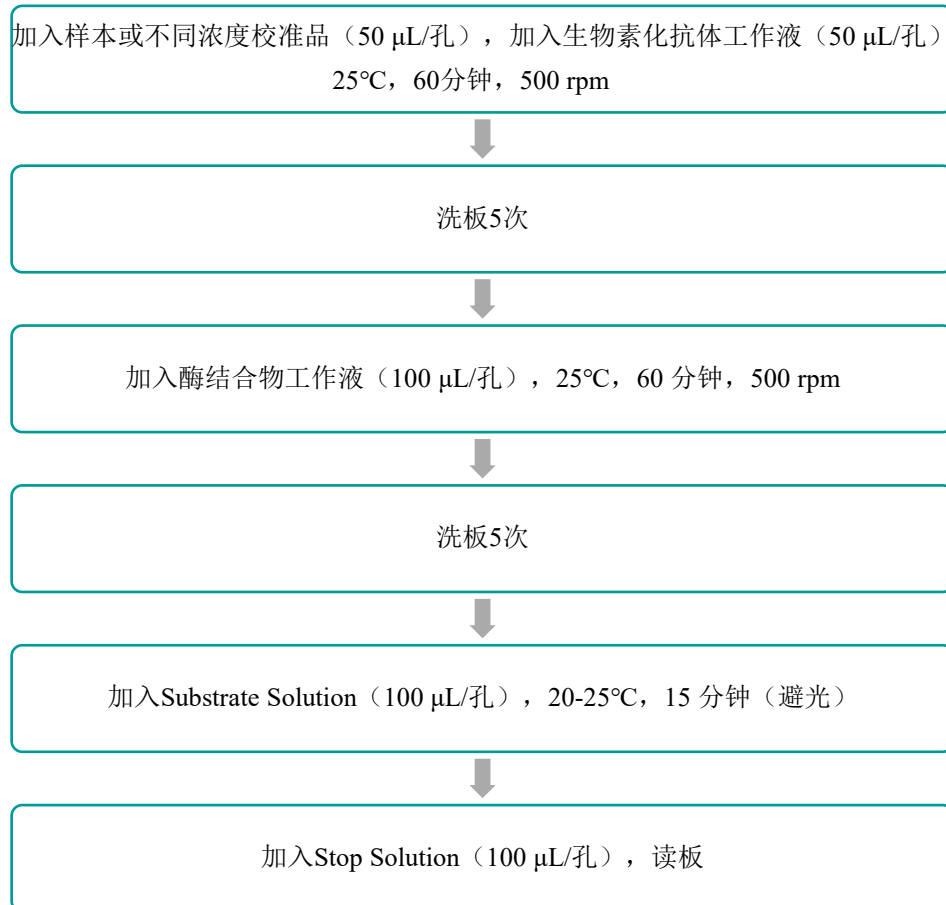 加入样本或不同浓度校准品（50 μL/孔），加入生物素化抗体工作液（50 μL/孔）
25℃，60分钟，500 rpm
洗板5次
加入酶结合物工作液（100 μL/孔），25℃，60 分钟，500 rpm
洗板5次
加入Substrate Solution（100 μL/孔），20-25℃，15 分钟（避光）
加入Stop Solution（100 μL/孔），读板